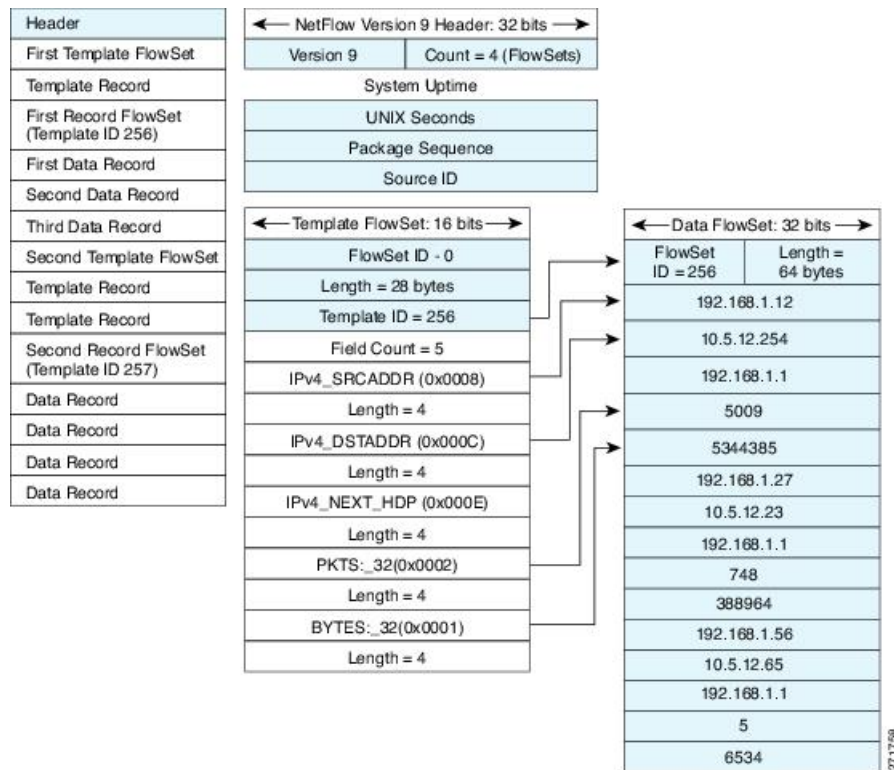 Header
First Template FlowSet
Template Record
First Record FlowSet
(Template ID 256)
First Data Record
Second Data Record
Third Data Record
Second Template FlowSet
Template Record
Template Record
Second Record FlowSet
(Template ID 257)
Data Record
Data Record
Data Record
Data Record
NetFlow Version 9 Header: 32 bits
Version 9
Count = 4 (FlowSets)
System Uptime
UNIX Seconds
Package Sequence
Source ID
Template FlowSet: 16 bits
FlowSet ID - 0
Length = 28 bytes
Template ID = 256
Field Count = 5
IPv4_SRCADDR (0x0008)
Length = 4
IPv4_DSTADDR (0x000C)
Length = 4
IPv4_NEXT_HDP (0x000E)
Length = 4
PKTS:_32(0x0002)
Length = 4
BYTES:_32(0x0001)
Length = 4
Data FlowSet: 32 bits
FlowSet
ID = 256
Length =
64 bytes
192.168.1.12
10.5.12.254
192.168.1.1
5009
5344385
192.168.1.27
10.5.12.23
192.168.1.1
748
388964
192.168.1.56
10.5.12.65
192.168.1.1
5
6534